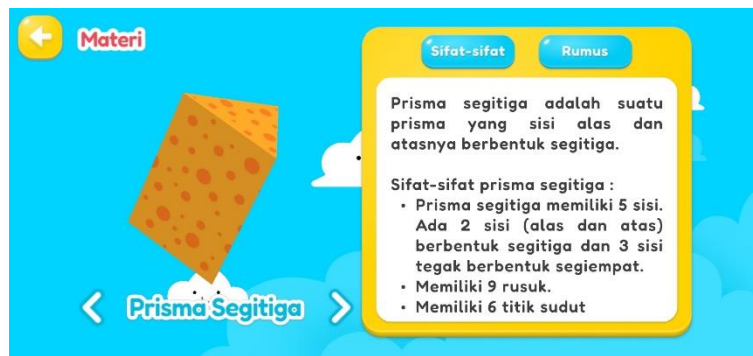 Materi
Prisma Segitiga
Sifat-sifat
Rumus
Prisma segitiga adalah suatu
prisma yang sisi alas dan
atasnya berbentuk segitiga.
Sifat-sifat prisma segitiga :
• Prisma segitiga memiliki 5 sisi.
Ada 2 sisi (alas dan atas)
berbentuk segitiga dan 3 sisi
tegak berbentuk segiempat.
• Memiliki 9 rusuk.
• Memiliki 6 titik sudut